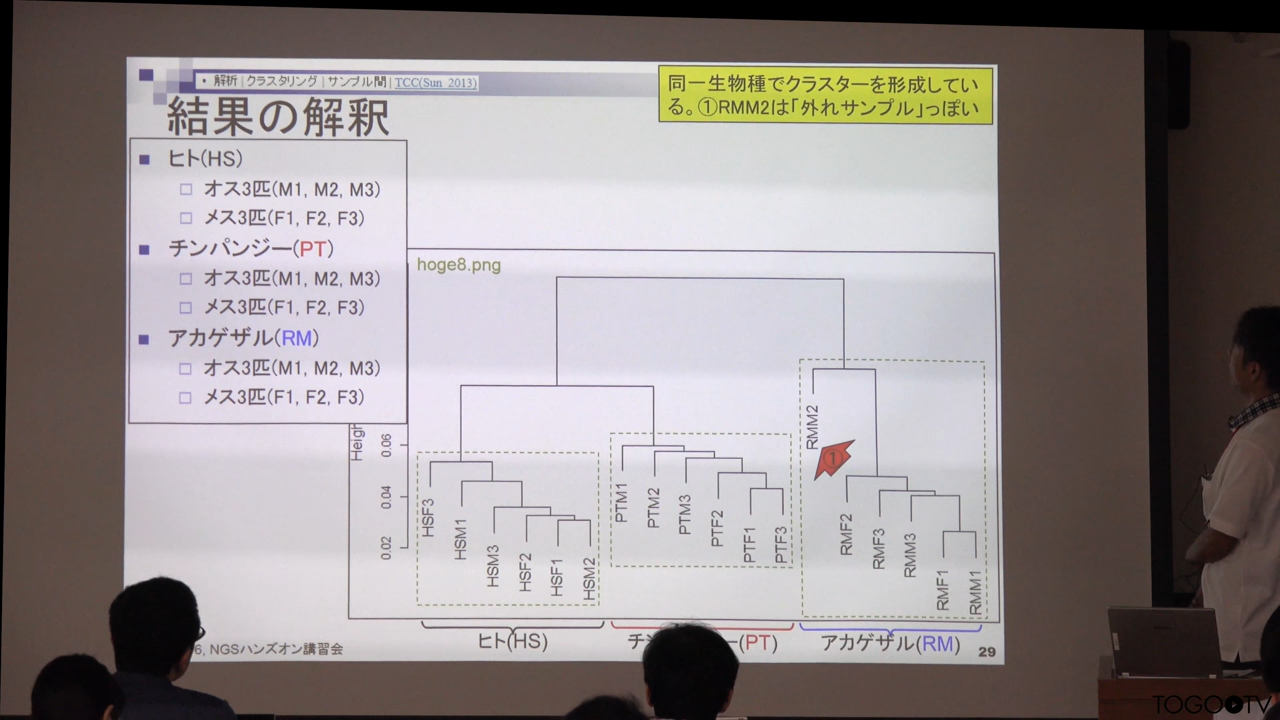 • 解析 | クラスタリング | サンプル間 | TCC(Sun_2013)
結果の解釈
同一生物種でクラスターを形成してい
る。①RMM2は「外れサンプル」っぽい
■ ヒト(HS)
□ オス3匹(M1, M2, M3)
□ メス3匹(F1, F2, F3)
■ チンパンジー(PT)
□ オス3匹(M1, M2, M3)
□ メス3匹(F1, F2, F3)
■ アカゲザル(RM)
□ オス3匹(M1, M2, M3)
□ メス3匹(F1, F2, F3)
hoge8.png
0.06
0.04
0.02
HSF3
HSM1
HSM3
HSF2
HSF1
HSM2
PTM1
PTM2
PTM3
PTF2
PTF1
PTF3
RMM2
①
RMF2
RMF3
RMM3
RMF1
RMM1
ヒト(HS)
(PT)
アカゲザル(RM)
6, NGSハンズオン講習会
29
TOGOTV